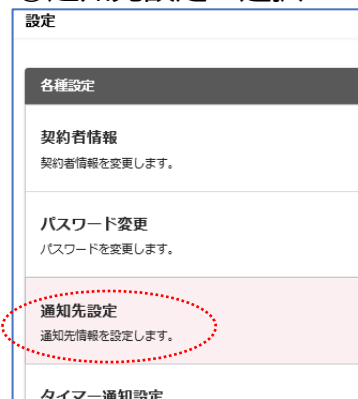 設定
各種設定
契約者情報
契約者情報を変更します。
パスワード変更
パスワードを変更します。
通知先設定
通知先情報を設定します。
タイマー通知設定